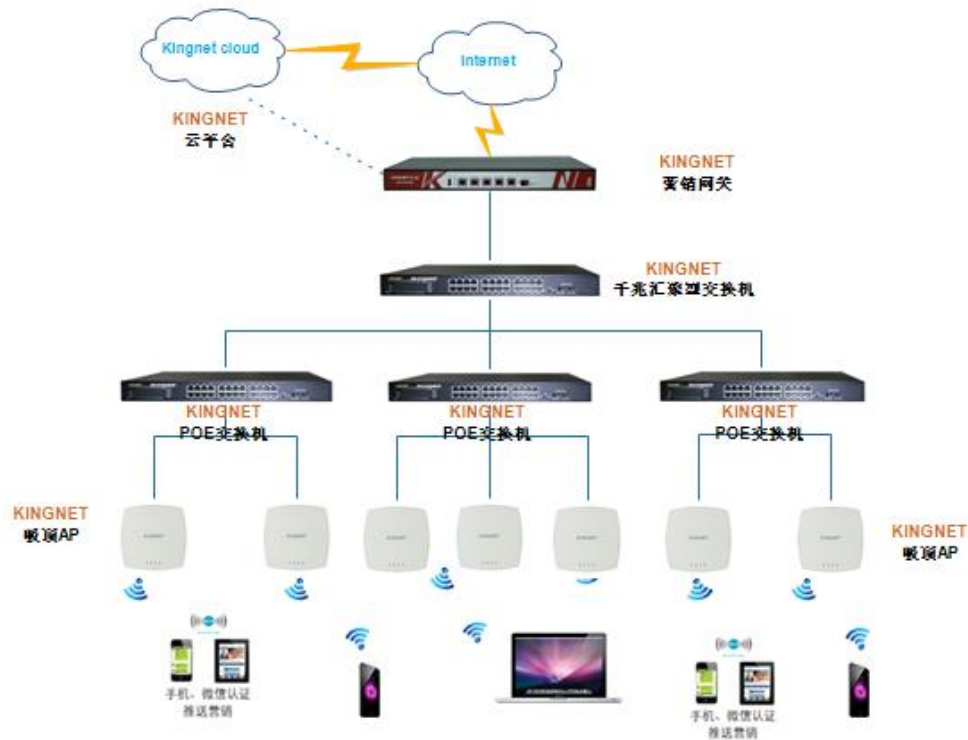 Kingnet cloud
Internet
KINGNET
云平台
KINGNET
营销网关
KINGNET
千兆汇聚型交换机
KINGNET
POE交换机
KINGNET
POE交换机
KINGNET
POE交换机
KINGNET
吸顶AP
KINGNET
吸顶AP
手机、微信认证
推送营销
手机、微信认证
推送营销